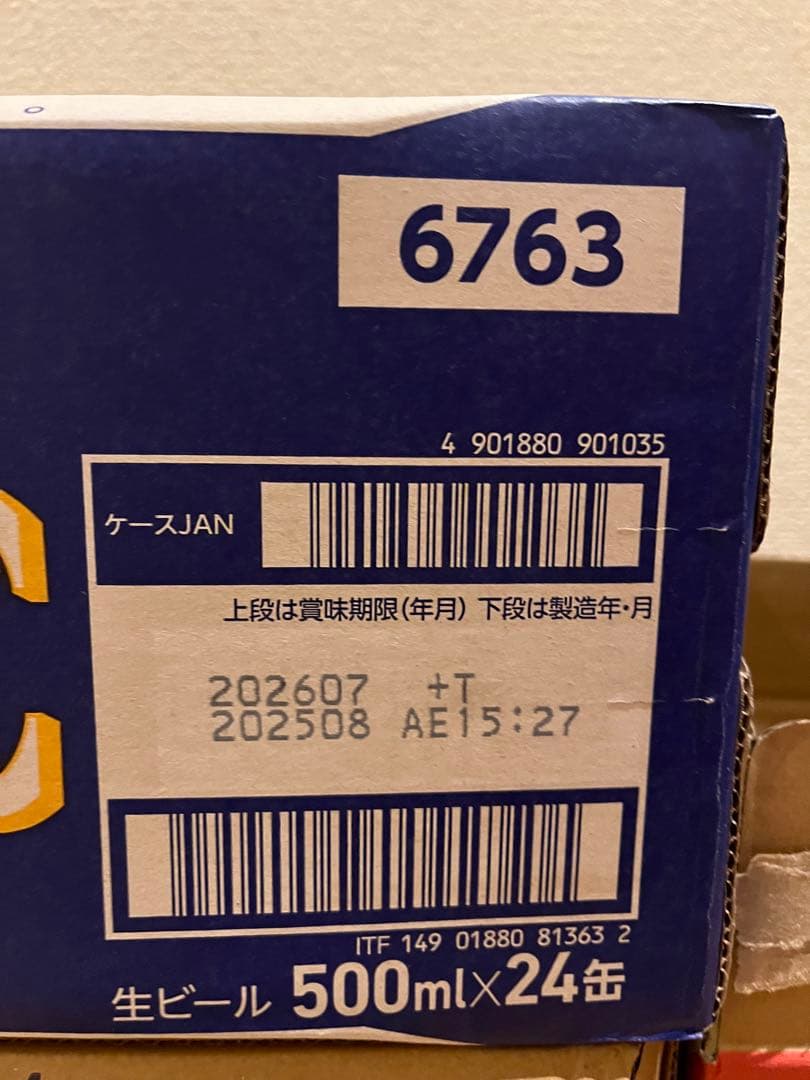 6763
4 901880 901035
ケースJAN
上段は賞味期限(年月) 下段は製造年・月
202607 +T
202508 AE15:27
ITF 149 01880 81363 2
生ビール 500ml×24缶